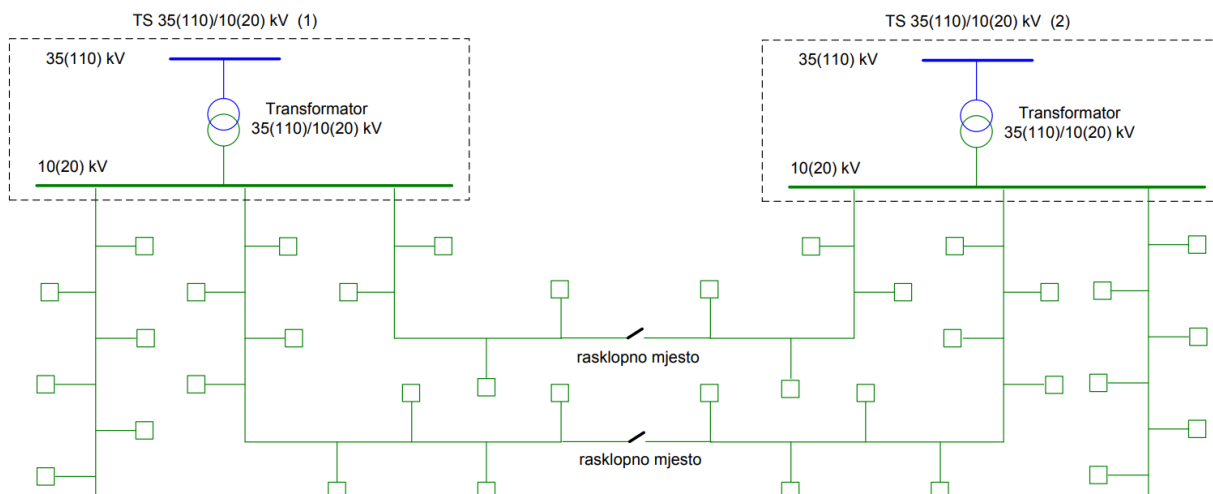 TS 35(110)/10(20) kV (1)
35(110) kV
Transformator
35(110)/10(20) kV
10(20) kV
TS 35(110)/10(20) kV (2)
35(110) kV
Transformator
35(110)/10(20) kV
10(20) kV
rasklopno mjesto
rasklopno mjesto